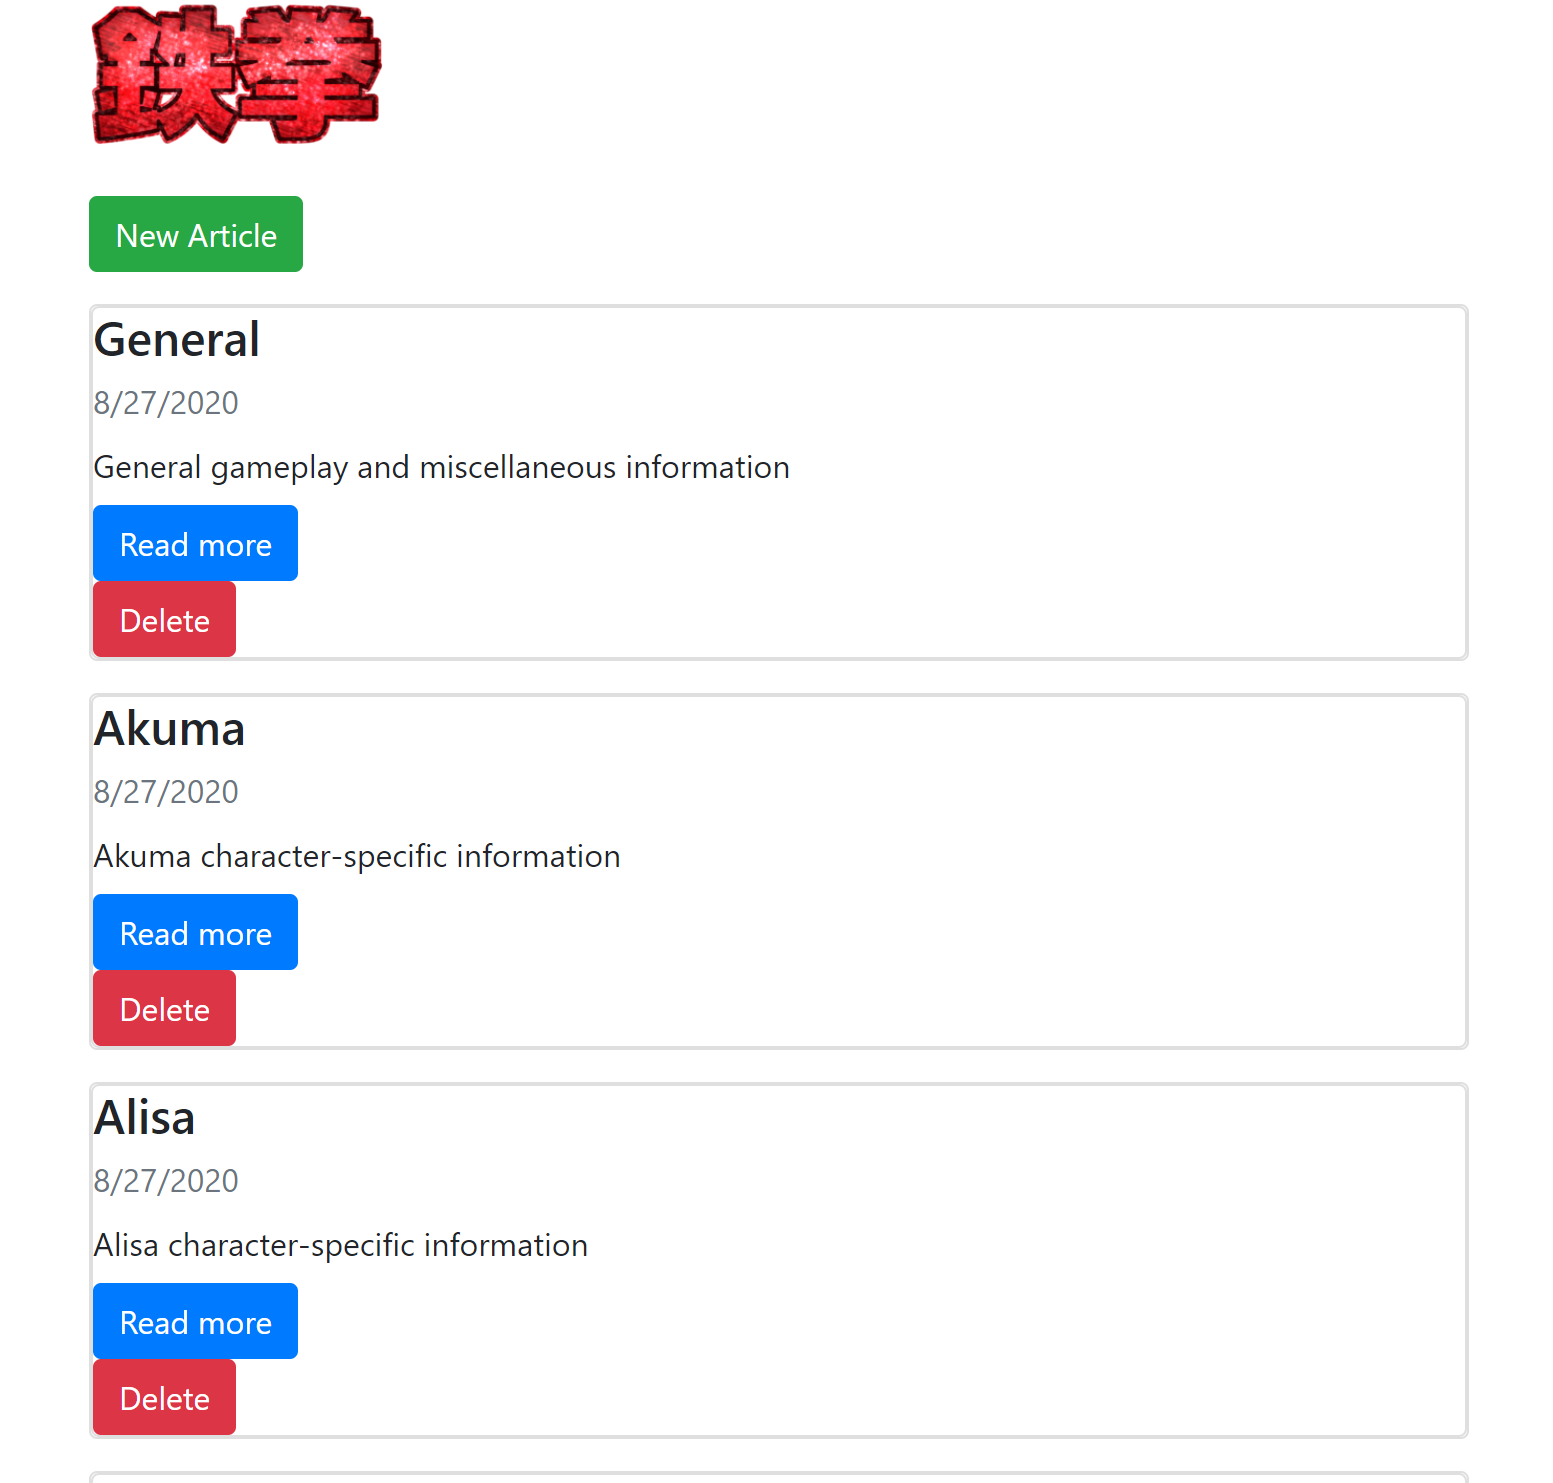 鉄拳
New Article
General
8/27/2020
General gameplay and miscellaneous information
Read more
Delete
Akuma
8/27/2020
Akuma character-specific information
Read more
Delete
Alisa
8/27/2020
Alisa character-specific information
Read more
Delete